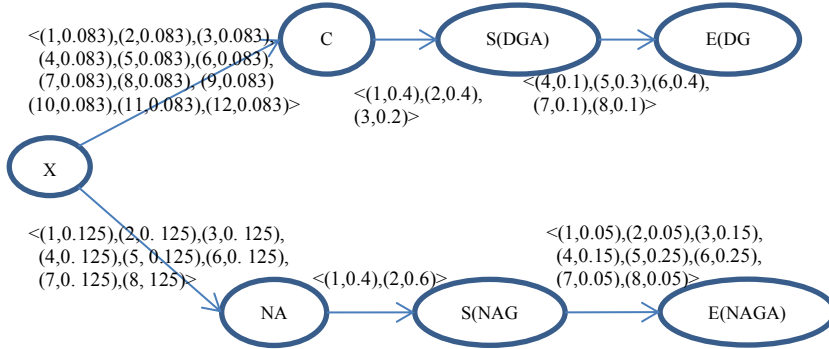 <(1,0.083),(2,0.083),(3,0.083),
(4,0.083),(5,0.083),(6,0.083),
(7,0.083),(8,0.083), (9,0.083)
(10,0.083),(11,0.083),(12,0.083)>
C
S(DGA)
E(DG
<(1,0.4),(2,0.4),
(3,0.2)>
<(4,0.1),(5,0.3),(6,0.4),
(7,0.1),(8,0.1)>
X
<(1,0.125),(2,0. 125),(3,0. 125),
(4,0. 125),(5, 0.125),(6,0. 125),
(7,0. 125),(8, 125)>
<(1,0.4),(2,0.6)>
<(1,0.05),(2,0.05),(3,0.15),
(4,0.15),(5,0.25),(6,0.25),
(7,0.05),(8,0.05)>
NA
S(NAG
E(NAGA)